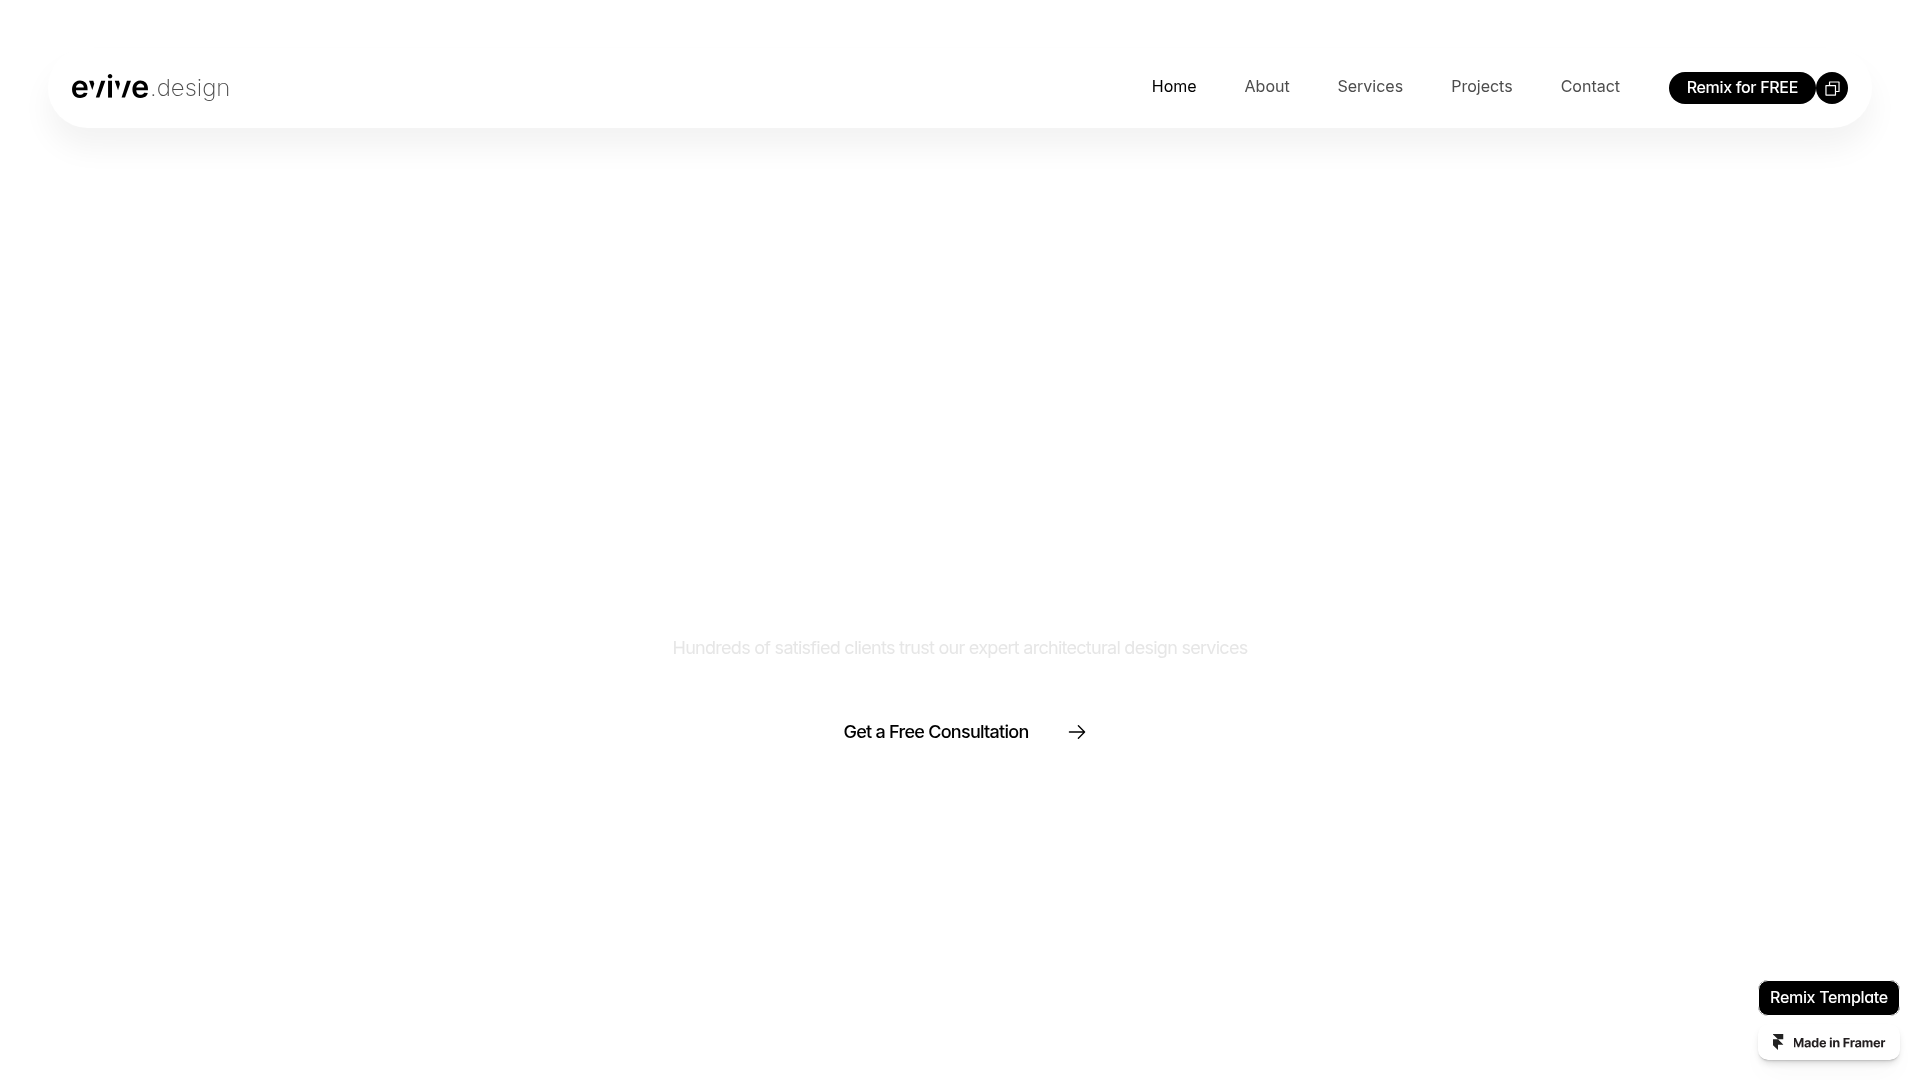 evive.design
Home
About
Services
Projects
Contact
Remix for FREE
Hundreds of satisfied clients trust our expert architectural design services
Get a Free Consultation
Remix Template
Made in Framer